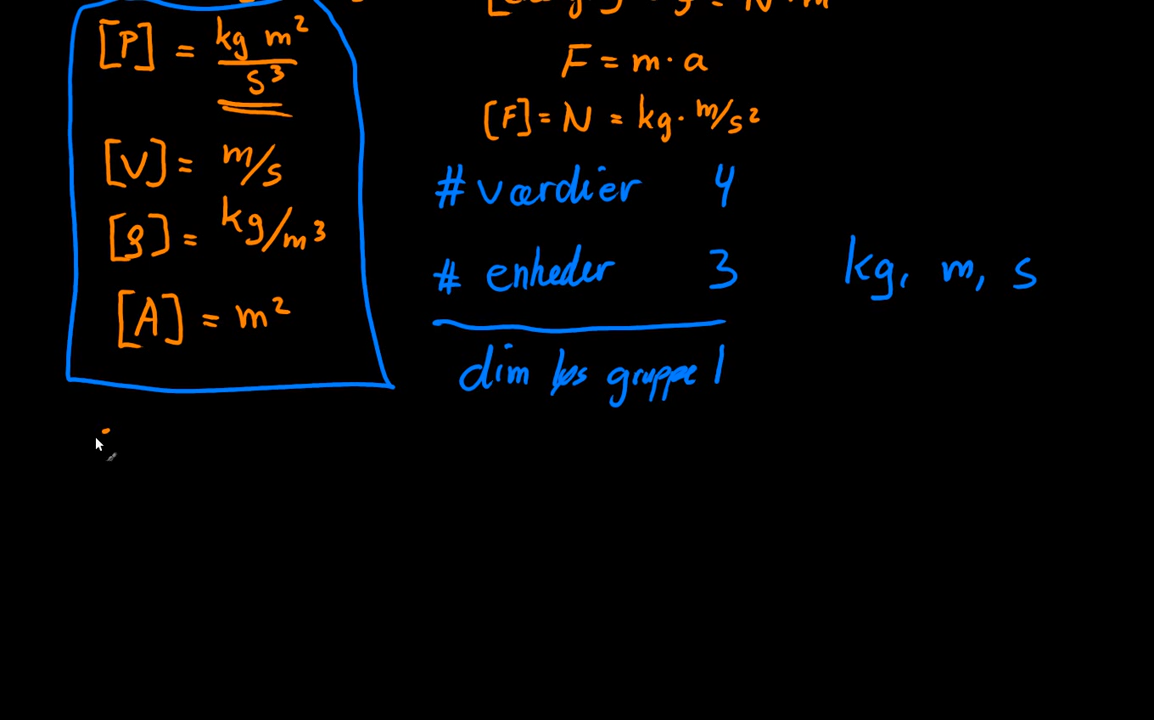 [P] = kg m² / s³
[V] = m/s
[ρ] = kg/m³
[A] = m²
= N · m
F = m · a
[F] = N = kg · m/s²
# værdier 4
# enheder 3 kg, m, s
dim løs gruppe 1